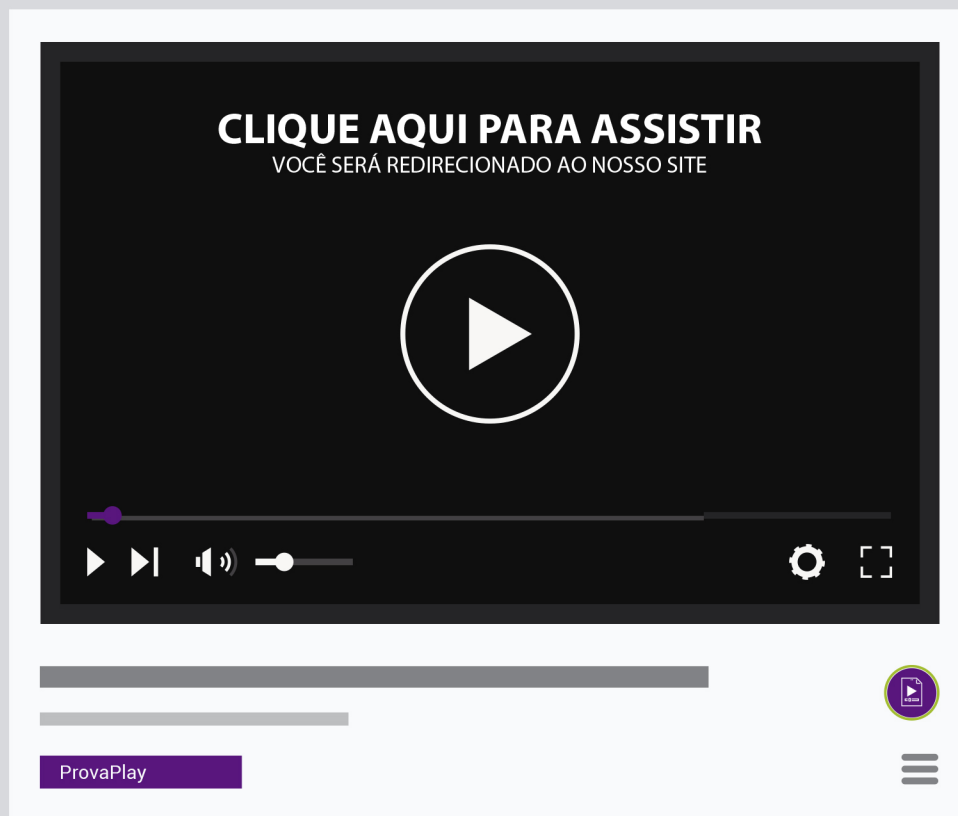 CLIQUE AQUI PARA ASSISTIR
VOCÊ SERÁ REDIRECIONADO AO NOSSO SITE
ProvaPlay